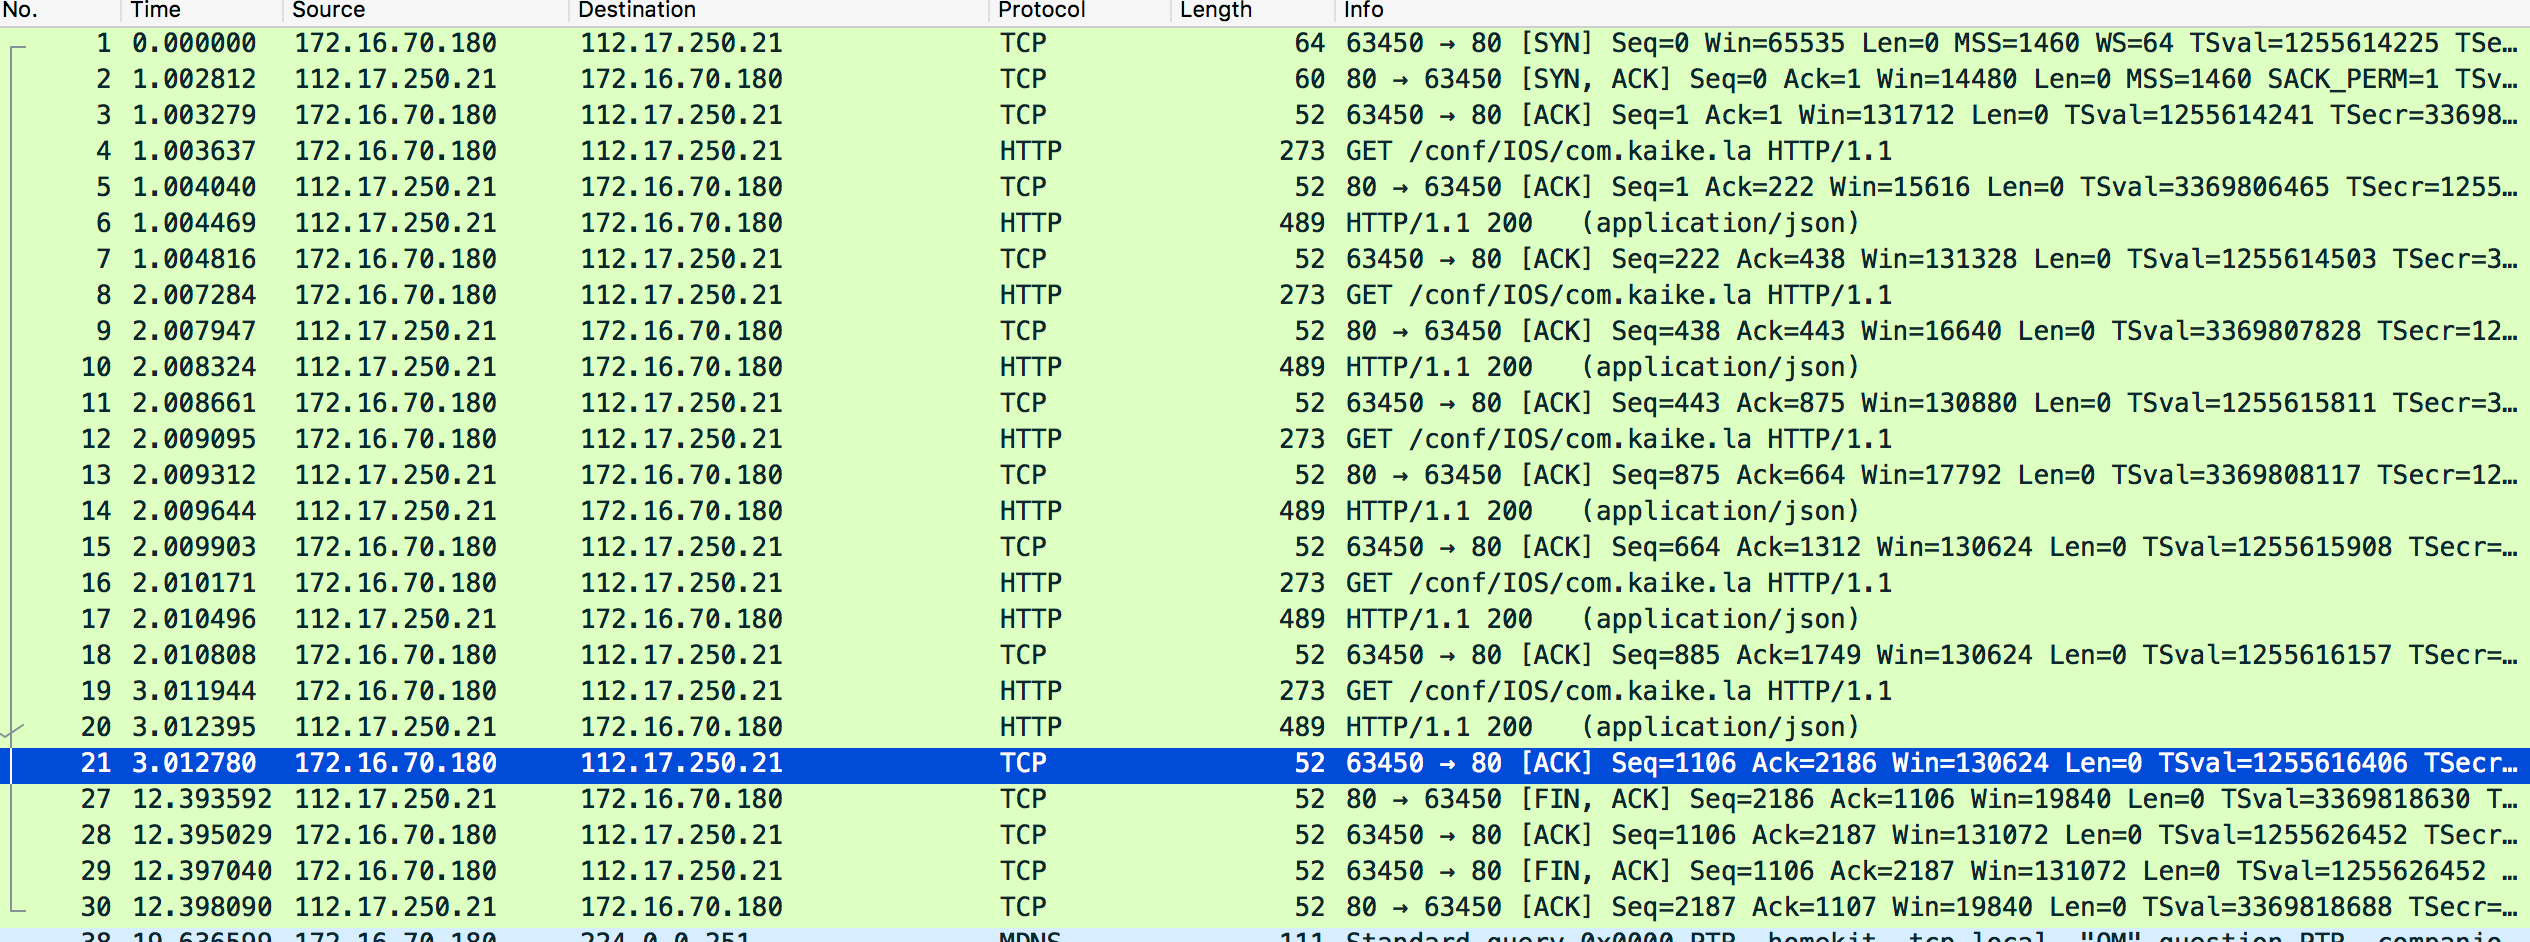 No. Time Source Destination Protocol Length Info
1 0.000000 172.16.70.180 112.17.250.21 TCP 64 63450 → 80 [SYN] Seq=0 Win=65535 Len=0 MSS=1460 WS=64 TSval=1255614225 TSe…
2 1.002812 112.17.250.21 172.16.70.180 TCP 60 80 → 63450 [SYN, ACK] Seq=0 Ack=1 Win=14480 Len=0 MSS=1460 SACK_PERM=1 TSv…
3 1.003279 172.16.70.180 112.17.250.21 TCP 52 63450 → 80 [ACK] Seq=1 Ack=1 Win=131712 Len=0 TSval=1255614241 TSecr=33698…
4 1.003637 172.16.70.180 112.17.250.21 HTTP 273 GET /conf/IOS/com.kaike.la HTTP/1.1
5 1.004040 112.17.250.21 172.16.70.180 TCP 52 80 → 63450 [ACK] Seq=1 Ack=222 Win=15616 Len=0 TSval=3369806465 TSecr=1255…
6 1.004469 112.17.250.21 172.16.70.180 HTTP 489 HTTP/1.1 200 (application/json)
7 1.004816 172.16.70.180 112.17.250.21 TCP 52 63450 → 80 [ACK] Seq=222 Ack=438 Win=131328 Len=0 TSval=1255614503 TSecr=3…
8 2.007284 172.16.70.180 112.17.250.21 HTTP 273 GET /conf/IOS/com.kaike.la HTTP/1.1
9 2.007947 112.17.250.21 172.16.70.180 TCP 52 80 → 63450 [ACK] Seq=438 Ack=443 Win=16640 Len=0 TSval=3369807828 TSecr=12…
10 2.008324 112.17.250.21 172.16.70.180 HTTP 489 HTTP/1.1 200 (application/json)
11 2.008661 172.16.70.180 112.17.250.21 TCP 52 63450 → 80 [ACK] Seq=443 Ack=875 Win=130880 Len=0 TSval=1255615811 TSecr=3…
12 2.009095 172.16.70.180 112.17.250.21 HTTP 273 GET /conf/IOS/com.kaike.la HTTP/1.1
13 2.009312 112.17.250.21 172.16.70.180 TCP 52 80 → 63450 [ACK] Seq=875 Ack=664 Win=17792 Len=0 TSval=3369808117 TSecr=12…
14 2.009644 112.17.250.21 172.16.70.180 HTTP 489 HTTP/1.1 200 (application/json)
15 2.009903 172.16.70.180 112.17.250.21 TCP 52 63450 → 80 [ACK] Seq=664 Ack=1312 Win=130624 Len=0 TSval=1255615908 TSecr=…
16 2.010171 172.16.70.180 112.17.250.21 HTTP 273 GET /conf/IOS/com.kaike.la HTTP/1.1
17 2.010496 112.17.250.21 172.16.70.180 HTTP 489 HTTP/1.1 200 (application/json)
18 2.010808 172.16.70.180 112.17.250.21 TCP 52 63450 → 80 [ACK] Seq=885 Ack=1749 Win=130624 Len=0 TSval=1255616157 TSecr=…
19 3.011944 172.16.70.180 112.17.250.21 HTTP 273 GET /conf/IOS/com.kaike.la HTTP/1.1
20 3.012395 112.17.250.21 172.16.70.180 HTTP 489 HTTP/1.1 200 (application/json)
21 3.012780 172.16.70.180 112.17.250.21 TCP 52 63450 → 80 [ACK] Seq=1106 Ack=2186 Win=130624 Len=0 TSval=1255616406 TSecr…
27 12.393592 112.17.250.21 172.16.70.180 TCP 52 80 → 63450 [FIN, ACK] Seq=2186 Ack=1106 Win=19840 Len=0 TSval=3369818630 T…
28 12.395029 172.16.70.180 112.17.250.21 TCP 52 63450 → 80 [ACK] Seq=1106 Ack=2187 Win=131072 Len=0 TSval=1255626452 TSecr…
29 12.397040 172.16.70.180 112.17.250.21 TCP 52 63450 → 80 [FIN, ACK] Seq=1106 Ack=2187 Win=131072 Len=0 TSval=1255626452 …
30 12.398090 112.17.250.21 172.16.70.180 TCP 52 80 → 63450 [ACK] Seq=2187 Ack=1107 Win=19840 Len=0 TSval=3369818688 TSecr=…
38 19.636599 172.16.70.180 224.0.0.251 MDNS 111 Standard query 0x0000 PTR